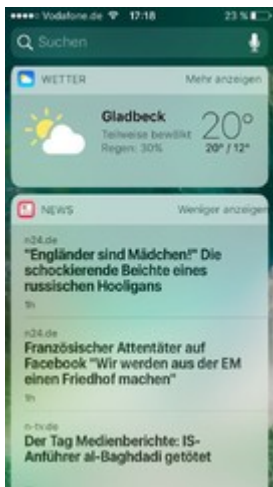 Vodafone.de 17:18 23 %
Suchen
WETTER Mehr anzeigen
Gladbeck
Teilweise bewölkt
Regen: 30%
20°
20° / 12°
NEWS Weniger anzeigen
n24.de
"Engländer sind Mädchen!" Die
schockierende Beichte eines
russischen Hooligans
1h
n24.de
Französischer Attentäter auf
Facebook "Wir werden aus der EM
einen Friedhof machen"
1h
n-tv.de
Der Tag Medienberichte: IS-
Anführer al-Baghdadi getötet